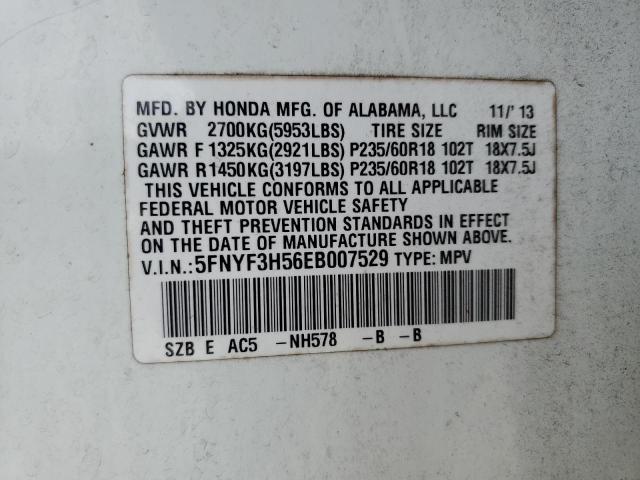 MFD. BY HONDA MFG. OF ALABAMA, LLC 11/'13
GVWR 2700KG(5953LBS) TIRE SIZE RIM SIZE
GAWR F 1325KG(2921LBS) P235/60R18 102T 18X7.5J
GAWR R 1450KG(3197LBS) P235/60R18 102T 18X7.5J
THIS VEHICLE CONFORMS TO ALL APPLICABLE
FEDERAL MOTOR VEHICLE SAFETY
AND THEFT PREVENTION STANDARDS IN EFFECT
ON THE DATE OF MANUFACTURE SHOWN ABOVE.
V.I.N.:5FNYF3H56EB007529 TYPE: MPV
SZB E AC5 -NH578 -B -B